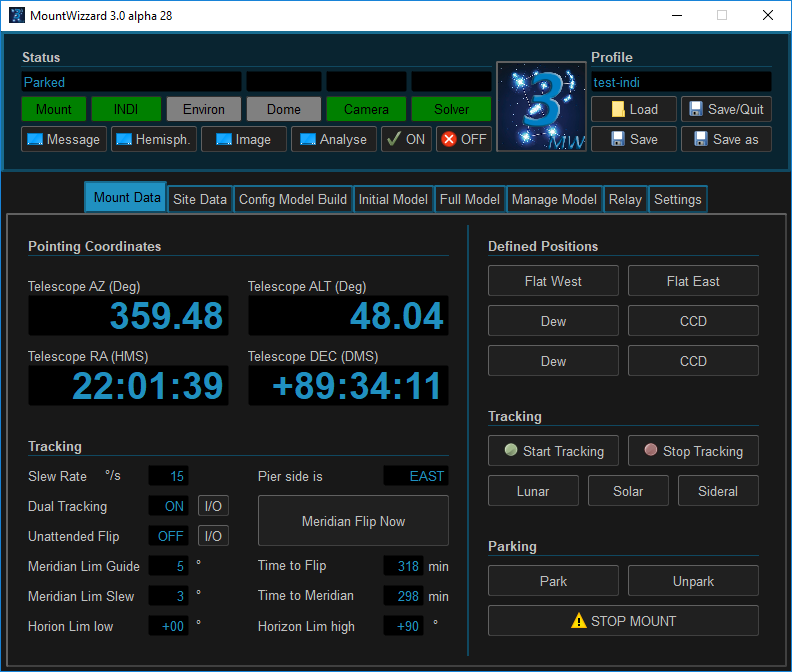 MountWizzard 3.0 alpha 28
Status
Profile
Parked
test-indi
Mount INDI Environ Dome Camera Solver
3
MW
Load Save/Quit
Message Hemisph. Image Analyse ON OFF
Save Save as
Mount Data Site Data Config Model Build Initial Model Full Model Manage Model Relay Settings
Pointing Coordinates
Telescope AZ (Deg) Telescope ALT (Deg)
359.48 48.04
Telescope RA (HMS) Telescope DEC (DMS)
22:01:39 +89:34:11
Tracking
Slew Rate °/s 15 Pier side is EAST
Dual Tracking ON I/O Meridian Flip Now
Unattended Flip OFF I/O
Meridian Lim Guide 5 ° Time to Flip 318 min
Meridian Lim Slew 3 ° Time to Meridian 298 min
Horion Lim low +00 ° Horizon Lim high +90 °
Defined Positions
Flat West Flat East
Dew CCD
Dew CCD
Tracking
Start Tracking Stop Tracking
Lunar Solar Sideral
Parking
Park Unpark
STOP MOUNT